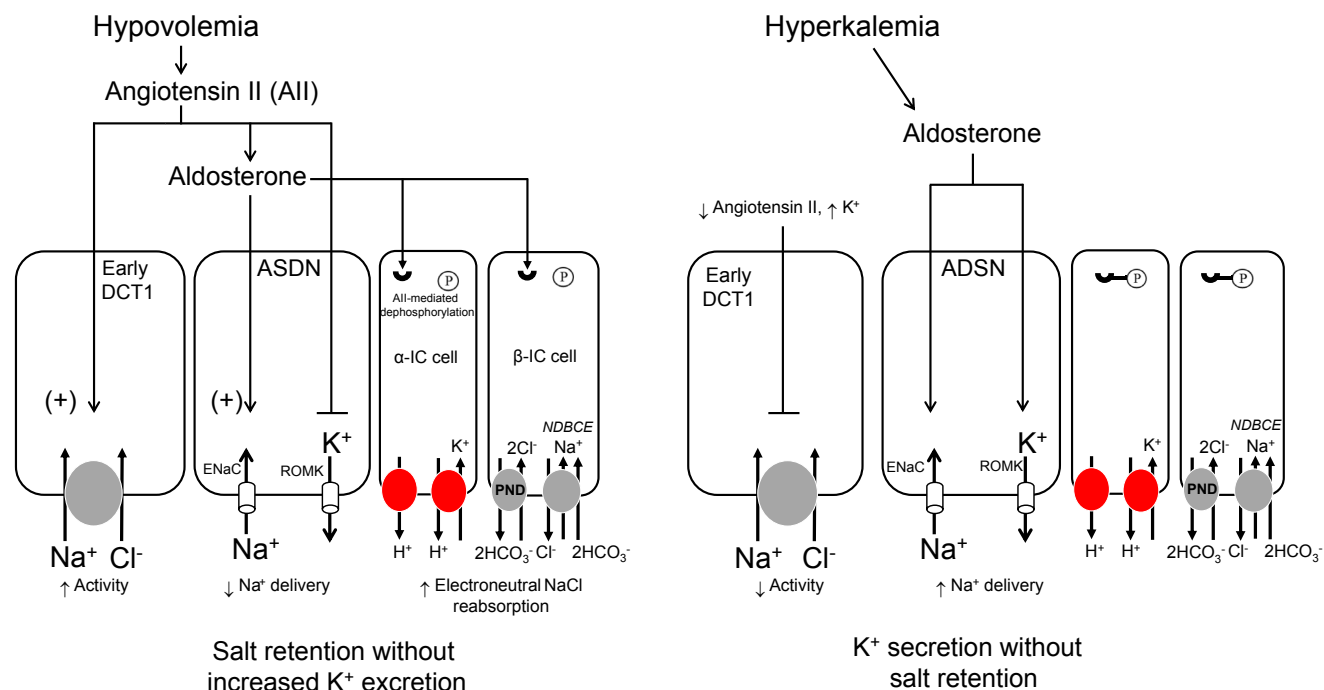 Hypovolemia
Angiotensin II (AII)
Aldosterone
Early
DCT1
(+)
Na⁺ Cl⁻
↑ Activity
ASDN
(+)
ENaC
ROMK
K⁺
Na⁺
↓ Na⁺ delivery
P
AII-mediated
dephosphorylation
α-IC cell
K⁺
H⁺ H⁺
P
β-IC cell
NDBCE
2Cl⁻ Na⁺
PND
2HCO₃⁻ Cl⁻ 2HCO₃⁻
↑ Electroneutral NaCl
reabsorption
Salt retention without
increased K⁺ excretion
Hyperkalemia
Aldosterone
↓ Angiotensin II, ↑ K⁺
Early
DCT1
Na⁺ Cl⁻
↓ Activity
ADSN
ENaC
ROMK
K⁺
Na⁺
↑ Na⁺ delivery
P
K⁺
H⁺ H⁺
P
NDBCE
2Cl⁻ Na⁺
PND
2HCO₃⁻ Cl⁻ 2HCO₃⁻
K⁺ secretion without
salt retention